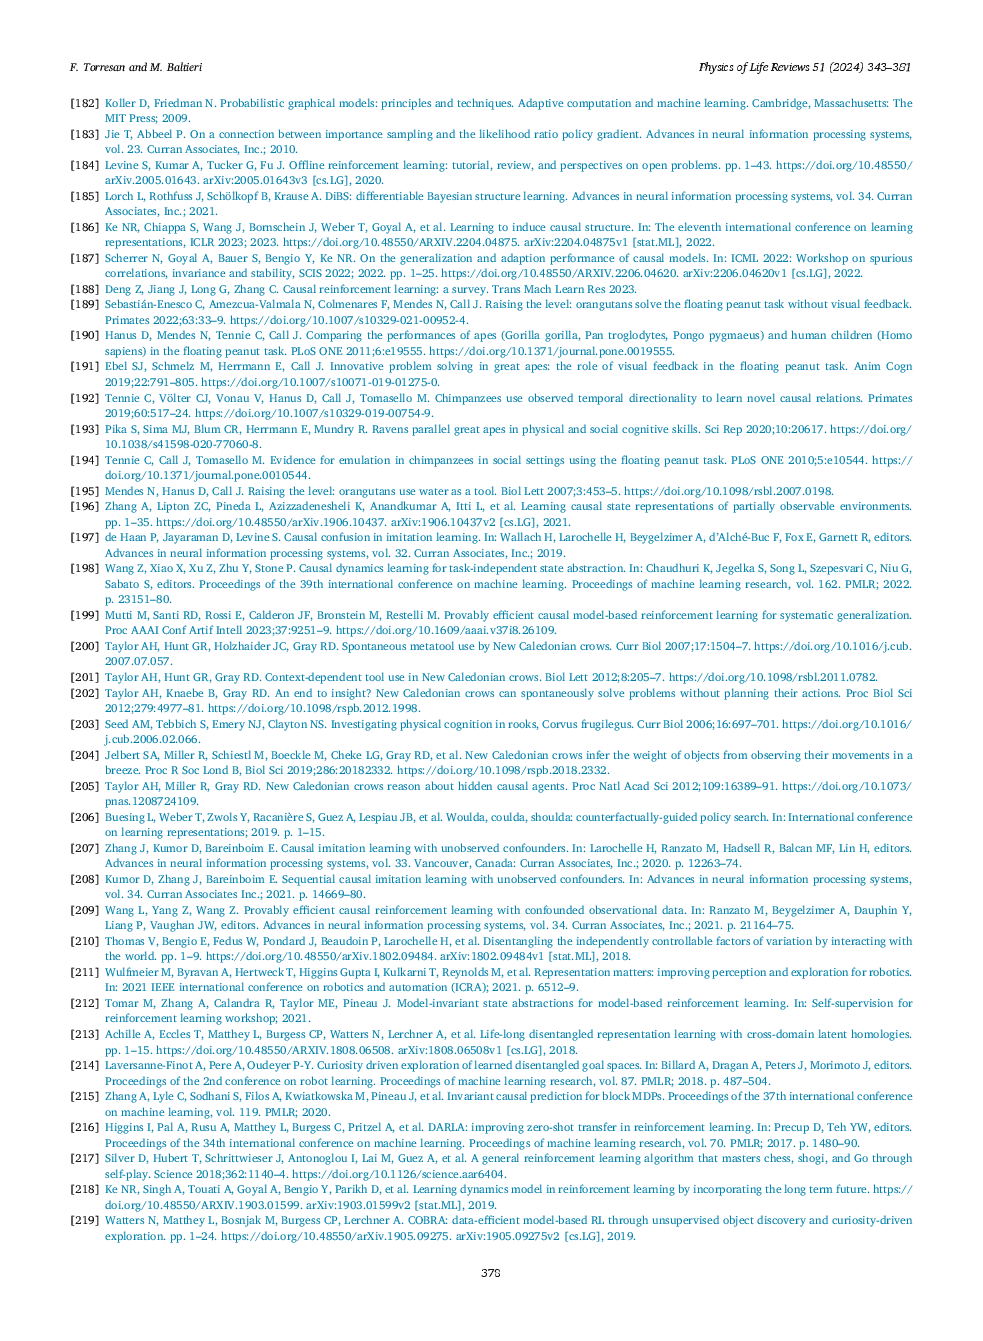 F. Torresan and M. Baltieri
Physics of Life Reviews 51 (2024) 343–381
[182] Koller D, Friedman N. Probabilistic graphical models: principles and techniques. Adaptive computation and machine learning. Cambridge, Massachusetts: The
MIT Press; 2009.
[183] Jie T, Abbeel P. On a connection between importance sampling and the likelihood ratio policy gradient. Advances in neural information processing systems,
vol. 23. Curran Associates, Inc.; 2010.
[184] Levine S, Kumar A, Tucker G, Fu J. Offline reinforcement learning: tutorial, review, and perspectives on open problems. pp. 1–43. https://doi.org/10.48550/
arXiv.2005.01643. arXiv:2005.01643v3 [cs.LG], 2020.
[185] Lorch L, Rothfuss J, Schölkopf B, Krause A. DiBS: differentiable Bayesian structure learning. Advances in neural information processing systems, vol. 34. Curran
Associates, Inc.; 2021.
[186] Ke NR, Chiappa S, Wang J, Bornschein J, Weber T, Goyal A, et al. Learning to induce causal structure. In: The eleventh international conference on learning
representations, ICLR 2023; 2023. https://doi.org/10.48550/ARXIV.2204.04875. arXiv:2204.04875v1 [stat.ML], 2022.
[187] Scherrer N, Goyal A, Bauer S, Bengio Y, Ke NR. On the generalization and adaption performance of causal models. In: ICML 2022: Workshop on spurious
correlations, invariance and stability, SCIS 2022; 2022. pp. 1–25. https://doi.org/10.48550/ARXIV.2206.04620. arXiv:2206.04620v1 [cs.LG], 2022.
[188] Deng Z, Jiang J, Long G, Zhang C. Causal reinforcement learning: a survey. Trans Mach Learn Res 2023.
[189] Sebastián-Enesco C, Amezcua-Valmala N, Colmenares F, Mendes N, Call J. Raising the level: orangutans solve the floating peanut task without visual feedback.
Primates 2022;63:33–9. https://doi.org/10.1007/s10329-021-00952-4.
[190] Hanus D, Mendes N, Tennie C, Call J. Comparing the performances of apes (Gorilla gorilla, Pan troglodytes, Pongo pygmaeus) and human children (Homo
sapiens) in the floating peanut task. PLoS ONE 2011;6:e19555. https://doi.org/10.1371/journal.pone.0019555.
[191] Ebel SJ, Schmelz M, Herrmann E, Call J. Innovative problem solving in great apes: the role of visual feedback in the floating peanut task. Anim Cogn
2019;22:791–805. https://doi.org/10.1007/s10071-019-01275-0.
[192] Tennie C, Völter CJ, Vonau V, Hanus D, Call J, Tomasello M. Chimpanzees use observed temporal directionality to learn novel causal relations. Primates
2019;60:517–24. https://doi.org/10.1007/s10329-019-00754-9.
[193] Pika S, Sima MJ, Blum CR, Herrmann E, Mundry R. Ravens parallel great apes in physical and social cognitive skills. Sci Rep 2020;10:20617. https://doi.org/
10.1038/s41598-020-77060-8.
[194] Tennie C, Call J, Tomasello M. Evidence for emulation in chimpanzees in social settings using the floating peanut task. PLoS ONE 2010;5:e10544. https://
doi.org/10.1371/journal.pone.0010544.
[195] Mendes N, Hanus D, Call J. Raising the level: orangutans use water as a tool. Biol Lett 2007;3:453–5. https://doi.org/10.1098/rsbl.2007.0198.
[196] Zhang A, Lipton ZC, Pineda L, Azizzadenesheli K, Anandkumar A, Itti L, et al. Learning causal state representations of partially observable environments.
pp. 1–35. https://doi.org/10.48550/arXiv.1906.10437. arXiv:1906.10437v2 [cs.LG], 2021.
[197] de Haan P, Jayaraman D, Levine S. Causal confusion in imitation learning. In: Wallach H, Larochelle H, Beygelzimer A, d'Alché-Buc F, Fox E, Garnett R, editors.
Advances in neural information processing systems, vol. 32. Curran Associates, Inc.; 2019.
[198] Wang Z, Xiao X, Xu Z, Zhu Y, Stone P. Causal dynamics learning for task-independent state abstraction. In: Chaudhuri K, Jegelka S, Song L, Szepesvari C, Niu G,
Sabato S, editors. Proceedings of the 39th international conference on machine learning. Proceedings of machine learning research, vol. 162. PMLR; 2022.
p. 23151–80.
[199] Mutti M, Santi RD, Rossi E, Calderon JF, Bronstein M, Restelli M. Provably efficient causal model-based reinforcement learning for systematic generalization.
Proc AAAI Conf Artif Intell 2023;37:9251–9. https://doi.org/10.1609/aaai.v37i8.26109.
[200] Taylor AH, Hunt GR, Holzhaider JC, Gray RD. Spontaneous metatool use by New Caledonian crows. Curr Biol 2007;17:1504–7. https://doi.org/10.1016/j.cub.
2007.07.057.
[201] Taylor AH, Hunt GR, Gray RD. Context-dependent tool use in New Caledonian crows. Biol Lett 2012;8:205–7. https://doi.org/10.1098/rsbl.2011.0782.
[202] Taylor AH, Knaebe B, Gray RD. An end to insight? New Caledonian crows can spontaneously solve problems without planning their actions. Proc Biol Sci
2012;279:4977–81. https://doi.org/10.1098/rspb.2012.1998.
[203] Seed AM, Tebbich S, Emery NJ, Clayton NS. Investigating physical cognition in rooks, Corvus frugilegus. Curr Biol 2006;16:697–701. https://doi.org/10.1016/
j.cub.2006.02.066.
[204] Jelbert SA, Miller R, Schiestl M, Boeckle M, Cheke LG, Gray RD, et al. New Caledonian crows infer the weight of objects from observing their movements in a
breeze. Proc R Soc Lond B, Biol Sci 2019;286:20182332. https://doi.org/10.1098/rspb.2018.2332.
[205] Taylor AH, Miller R, Gray RD. New Caledonian crows reason about hidden causal agents. Proc Natl Acad Sci 2012;109:16389–91. https://doi.org/10.1073/
pnas.1208724109.
[206] Buesing L, Weber T, Zwols Y, Racanière S, Guez A, Lespiau JB, et al. Woulda, coulda, shoulda: counterfactually-guided policy search. In: International conference
on learning representations; 2019. p. 1–15.
[207] Zhang J, Kumor D, Bareinboim E. Causal imitation learning with unobserved confounders. In: Larochelle H, Ranzato M, Hadsell R, Balcan MF, Lin H, editors.
Advances in neural information processing systems, vol. 33. Vancouver, Canada: Curran Associates, Inc.; 2020. p. 12263–74.
[208] Kumor D, Zhang J, Bareinboim E. Sequential causal imitation learning with unobserved confounders. In: Advances in neural information processing systems,
vol. 34. Curran Associates Inc.; 2021. p. 14669–80.
[209] Wang L, Yang Z, Wang Z. Provably efficient causal reinforcement learning with confounded observational data. In: Ranzato M, Beygelzimer A, Dauphin Y,
Liang P, Vaughan JW, editors. Advances in neural information processing systems, vol. 34. Curran Associates, Inc.; 2021. p. 21164–75.
[210] Thomas V, Bengio E, Fedus W, Pondard J, Beaudoin P, Larochelle H, et al. Disentangling the independently controllable factors of variation by interacting with
the world. pp. 1–9. https://doi.org/10.48550/arXiv.1802.09484. arXiv:1802.09484v1 [stat.ML], 2018.
[211] Wulfmeier M, Byravan A, Hertweck T, Higgins Gupta I, Kulkarni T, Reynolds M, et al. Representation matters: improving perception and exploration for robotics.
In: 2021 IEEE international conference on robotics and automation (ICRA); 2021. p. 6512–9.
[212] Tomar M, Zhang A, Calandra R, Taylor ME, Pineau J. Model-invariant state abstractions for model-based reinforcement learning. In: Self-supervision for
reinforcement learning workshop; 2021.
[213] Achille A, Eccles T, Matthey L, Burgess CP, Watters N, Lerchner A, et al. Life-long disentangled representation learning with cross-domain latent homologies.
pp. 1–15. https://doi.org/10.48550/ARXIV.1808.06508. arXiv:1808.06508v1 [cs.LG], 2018.
[214] Laversanne-Finot A, Pere A, Oudeyer P-Y. Curiosity driven exploration of learned disentangled goal spaces. In: Billard A, Dragan A, Peters J, Morimoto J, editors.
Proceedings of the 2nd conference on robot learning. Proceedings of machine learning research, vol. 87. PMLR; 2018. p. 487–504.
[215] Zhang A, Lyle C, Sodhani S, Filos A, Kwiatkowska M, Pineau J, et al. Invariant causal prediction for block MDPs. Proceedings of the 37th international conference
on machine learning, vol. 119. PMLR; 2020.
[216] Higgins I, Pal A, Rusu A, Matthey L, Burgess C, Pritzel A, et al. DARLA: improving zero-shot transfer in reinforcement learning. In: Precup D, Teh YW, editors.
Proceedings of the 34th international conference on machine learning. Proceedings of machine learning research, vol. 70. PMLR; 2017. p. 1480–90.
[217] Silver D, Hubert T, Schrittwieser J, Antonoglou I, Lai M, Guez A, et al. A general reinforcement learning algorithm that masters chess, shogi, and Go through
self-play. Science 2018;362:1140–4. https://doi.org/10.1126/science.aar6404.
[218] Ke NR, Singh A, Touati A, Goyal A, Bengio Y, Parikh D, et al. Learning dynamics model in reinforcement learning by incorporating the long term future. https://
doi.org/10.48550/ARXIV.1903.01599. arXiv:1903.01599v2 [stat.ML], 2019.
[219] Watters N, Matthey L, Bosnjak M, Burgess CP, Lerchner A. COBRA: data-efficient model-based RL through unsupervised object discovery and curiosity-driven
exploration. pp. 1–24. https://doi.org/10.48550/arXiv.1905.09275. arXiv:1905.09275v2 [cs.LG], 2019.
378